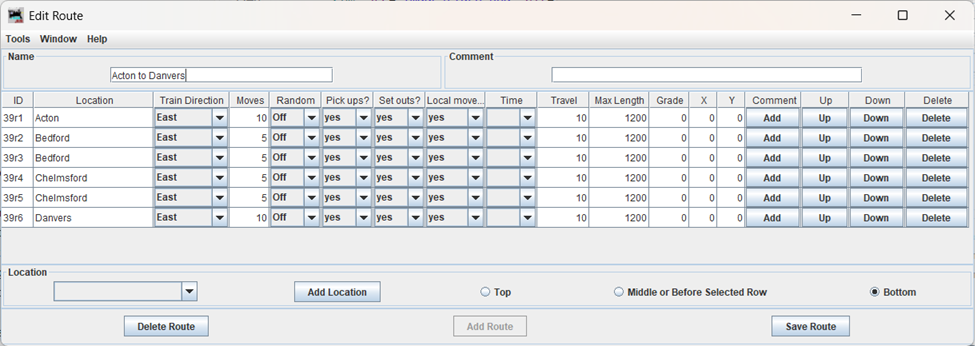 Edit Route
Tools Window Help
Name Comment
Acton to Danvers
ID Location Train Direction Moves Random Pick ups? Set outs? Local move... Time Travel Max Length Grade X Y Comment Up Down Delete
39r1 Acton East 10 Off yes yes yes 10 1200 0 0 0 Add Up Down Delete
39r2 Bedford East 5 Off yes yes yes 10 1200 0 0 0 Add Up Down Delete
39r3 Bedford East 5 Off yes yes yes 10 1200 0 0 0 Add Up Down Delete
39r4 Chelmsford East 5 Off yes yes yes 10 1200 0 0 0 Add Up Down Delete
39r5 Chelmsford East 5 Off yes yes yes 10 1200 0 0 0 Add Up Down Delete
39r6 Danvers East 10 Off yes yes yes 10 1200 0 0 0 Add Up Down Delete
Location
Add Location Top Middle or Before Selected Row Bottom
Delete Route Add Route Save Route